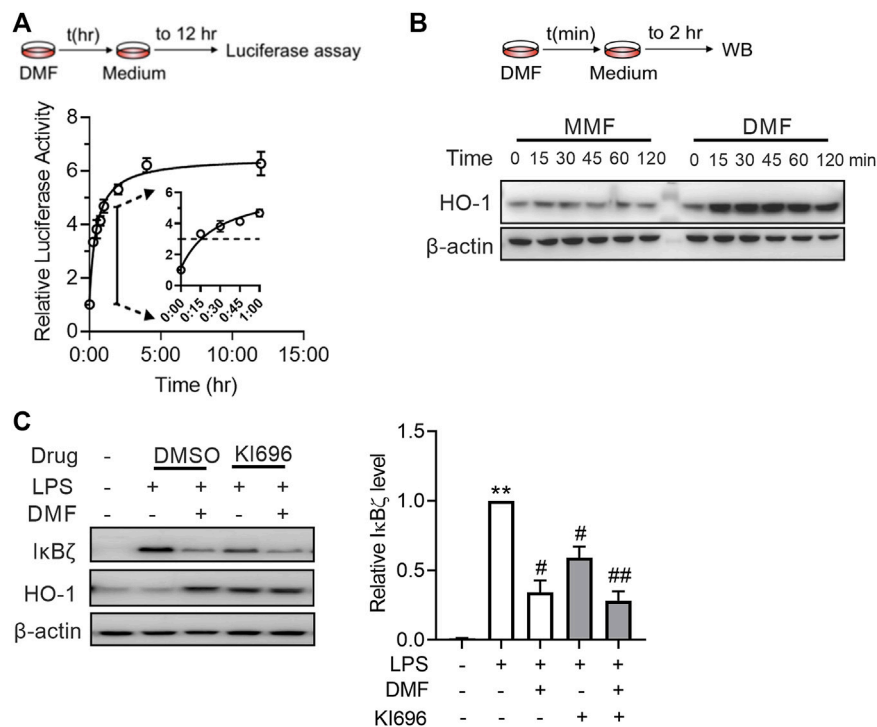 A
t(hr) to 12 hr
DMF Medium Luciferase assay
Relative Luciferase Activity
8
6
4
2
0
0:00 5:00 10:00 15:00
Time (hr)
6
4
2
0
0:00 0:15 0:30 0:45 1:00
B
t(min) to 2 hr
DMF Medium WB
MMF DMF
Time 0 15 30 45 60 120 0 15 30 45 60 120 min
HO-1
β-actin
C
Drug - DMSO KI696
LPS - + + + +
DMF - - + - +
IκBζ
HO-1
β-actin
Relative IκBζ level
1.5
1.0
0.5
0.0
** # # ##
LPS - + + + +
DMF - - + - +
KI696 - - - + +